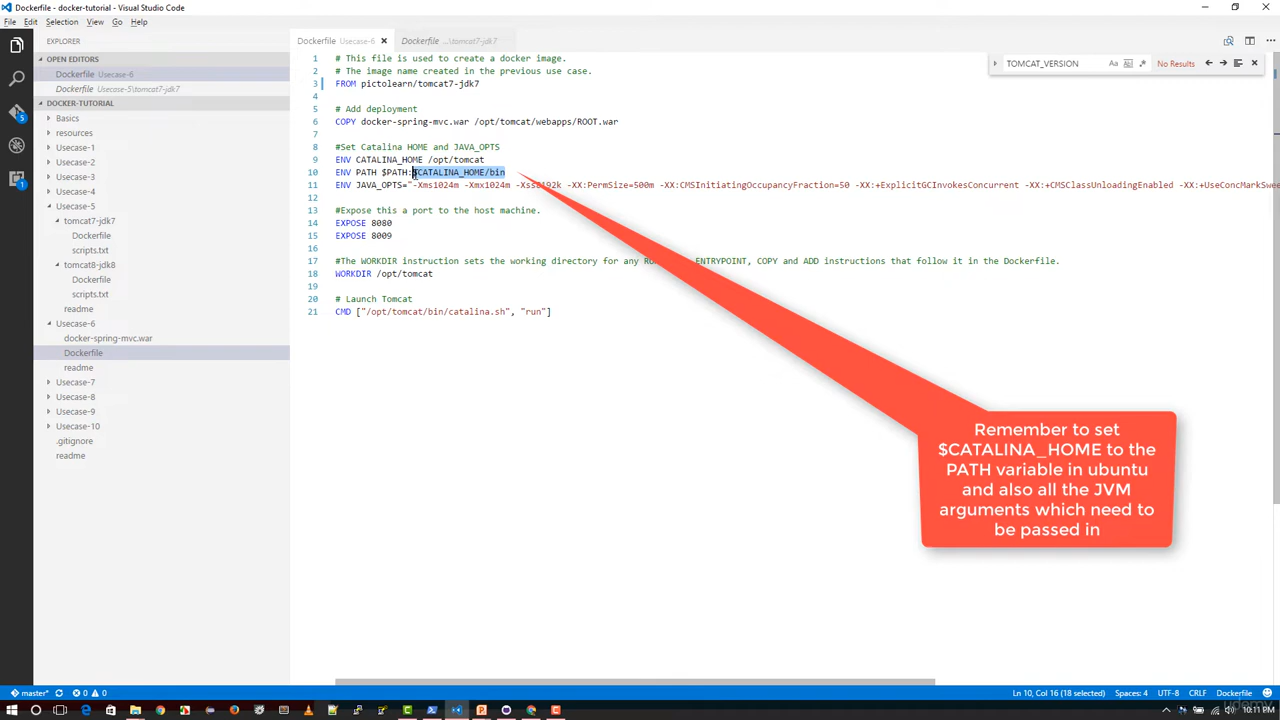 Dockerfile - docker-tutorial - Visual Studio Code
File Edit Selection View Go Help
EXPLORER
OPEN EDITORS
Dockerfile Usecase-6
Dockerfile Usecase-5\tomcat7-jdk7
DOCKER-TUTORIAL
Basics
resources
Usecase-1
Usecase-2
Usecase-3
Usecase-4
Usecase-5
tomcat7-jdk7
Dockerfile
scripts.txt
tomcat8-jdk8
Dockerfile
scripts.txt
readme
Usecase-6
docker-spring-mvc.war
Dockerfile
readme
Usecase-7
Usecase-8
Usecase-9
Usecase-10
.gitignore
readme
5
Dockerfile Usecase-6
Dockerfile ...\tomcat7-jdk7
TOMCAT_VERSION Aa Abl .* No Results
1 # This file is used to create a docker image.
2 # The image name created in the previous use case.
3 FROM pictolearn/tomcat7-jdk7
4
5 # Add deployment
6 COPY docker-spring-mvc.war /opt/tomcat/webapps/ROOT.war
7
8 #Set Catalina HOME and JAVA_OPTS
9 ENV CATALINA_HOME /opt/tomcat
10 ENV PATH $PATH:$CATALINA_HOME/bin
11 ENV JAVA_OPTS="-Xms1024m -Xmx1024m -Xss8192k -XX:PermSize=500m -XX:CMSInitiatingOccupancyFraction=50 -XX:+ExplicitGCInvokesConcurrent -XX:+CMSClassUnloadingEnabled -XX:+UseConcMarkSwee
12
13 #Expose this a port to the host machine.
14 EXPOSE 8080
15 EXPOSE 8009
16
17 #The WORKDIR instruction sets the working directory for any ENTRYPOINT, COPY and ADD instructions that follow it in the Dockerfile.
18 WORKDIR /opt/tomcat
19
20 # Launch Tomcat
21 CMD ["/opt/tomcat/bin/catalina.sh", "run"]
Remember to set
$CATALINA_HOME to the
PATH variable in ubuntu
and also all the JVM
arguments which need to
be passed in
master* 0 0 Ln 10, Col 16 (18 selected) Spaces: 4 UTF-8 CRLF Dockerfile
udemy
10:11 PM